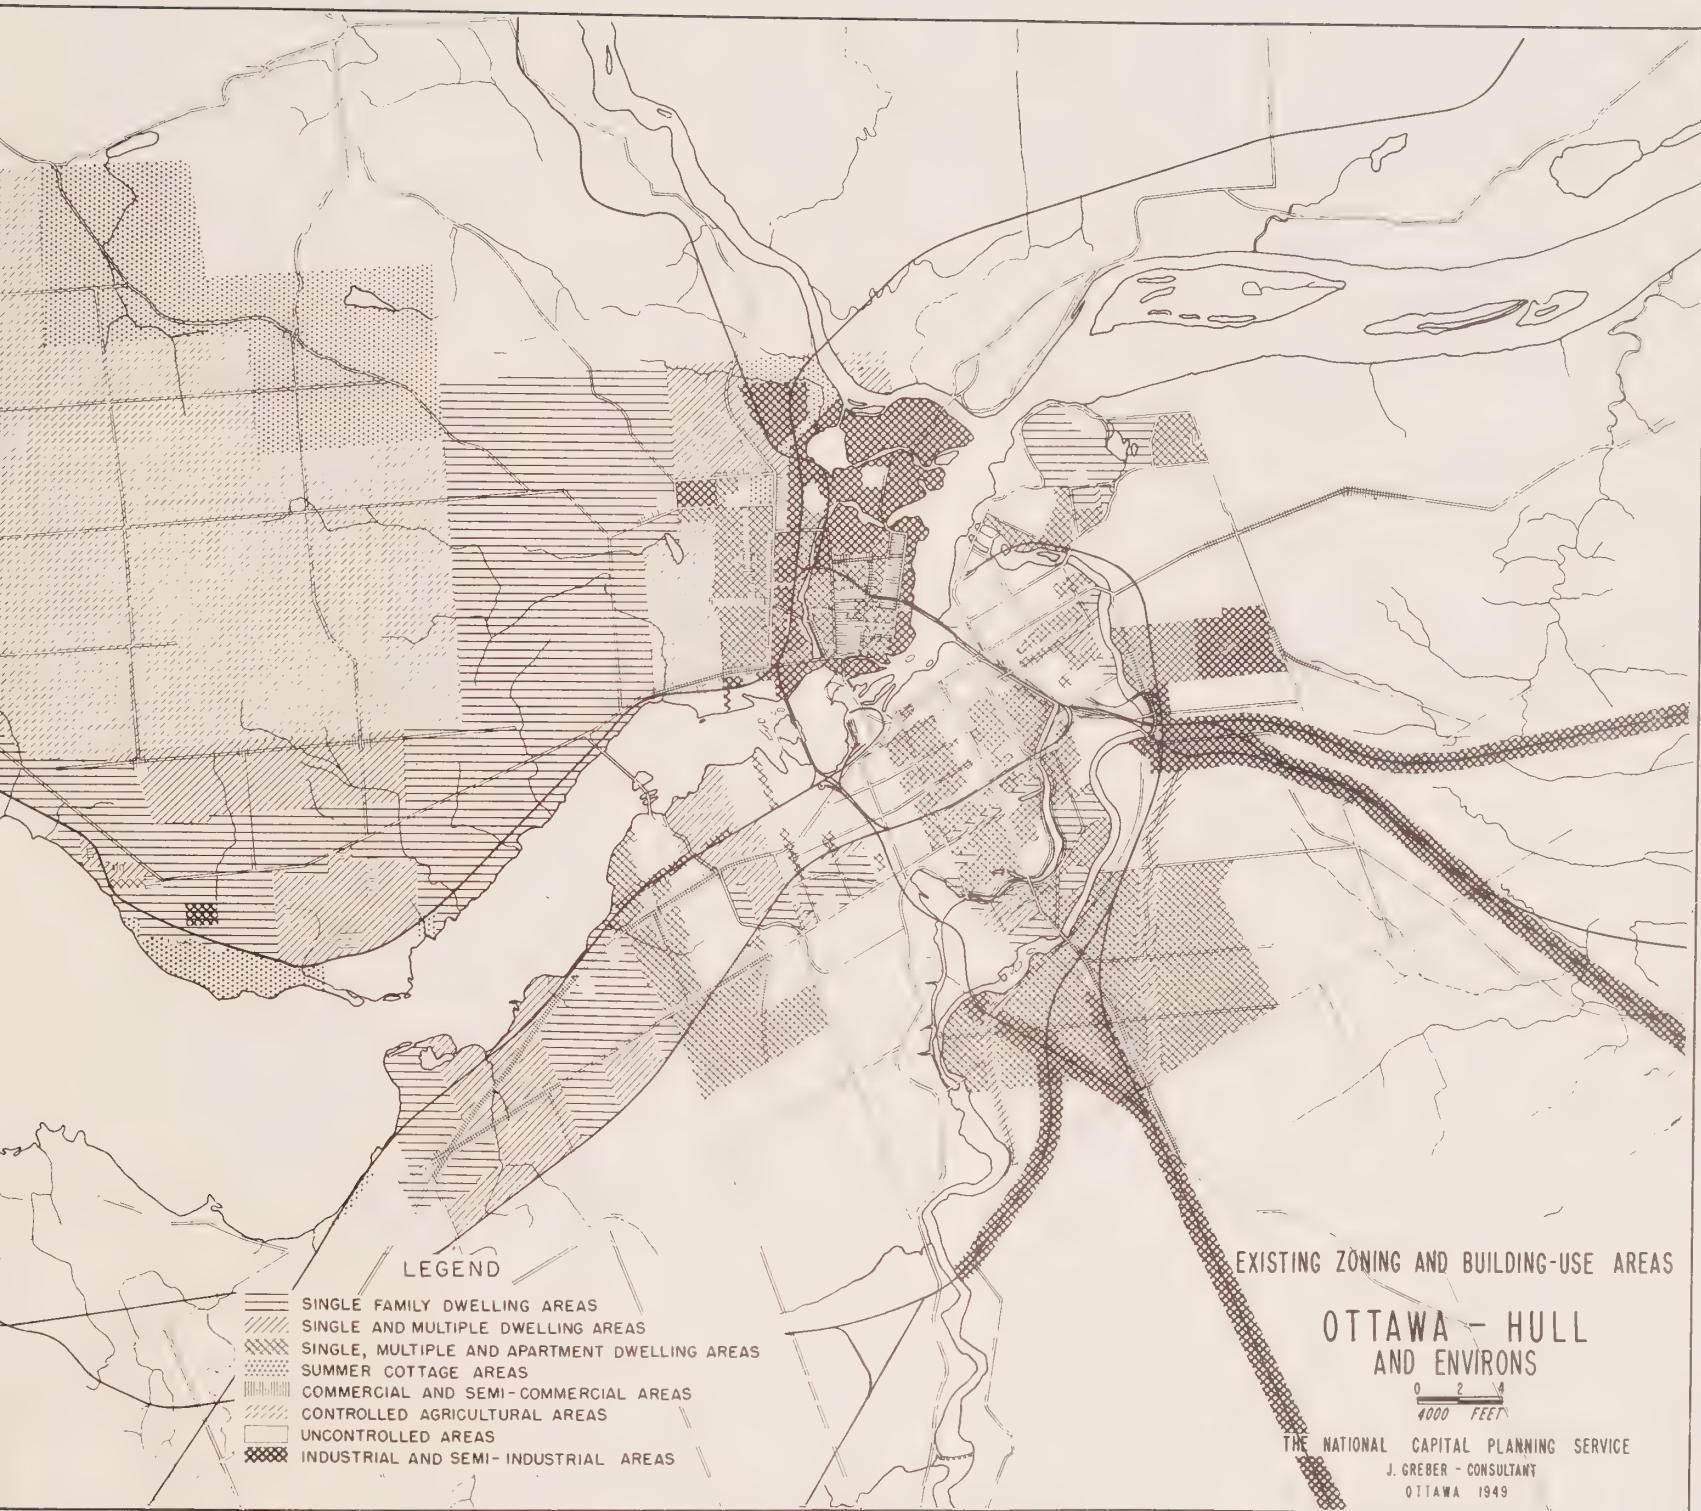 LEGEND
SINGLE FAMILY DWELLING AREAS
SINGLE AND MULTIPLE DWELLING AREAS
SINGLE, MULTIPLE AND APARTMENT DWELLING AREAS
SUMMER COTTAGE AREAS
COMMERCIAL AND SEMI-COMMERCIAL AREAS
CONTROLLED AGRICULTURAL AREAS
UNCONTROLLED AREAS
INDUSTRIAL AND SEMI-INDUSTRIAL AREAS
EXISTING ZONING AND BUILDING-USE AREAS
OTTAWA - HULL
AND ENVIRONS
0 2 4
4000 FEET
THE NATIONAL CAPITAL PLANNING SERVICE
J. GREBER - CONSULTANT
OTTAWA 1949